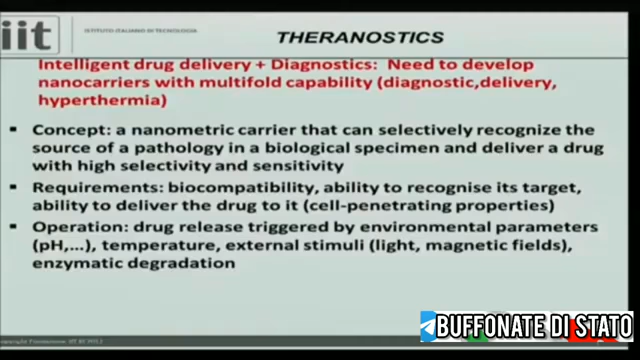 iit
ISTITUTO ITALIANO DI TECNOLOGIA
THERANOSTICS
Intelligent drug delivery + Diagnostics: Need to develop
nanocarriers with multifold capability (diagnostic,delivery,
hyperthermia)
▪ Concept: a nanometric carrier that can selectively recognize the
source of a pathology in a biological specimen and deliver a drug
with high selectivity and sensitivity
▪ Requirements: biocompatibility, ability to recognise its target,
ability to deliver the drug to it (cell-penetrating properties)
▪ Operation: drug release triggered by environmental parameters
(pH,...), temperature, external stimuli (light, magnetic fields),
enzymatic degradation
BUFFONATE DI STATO